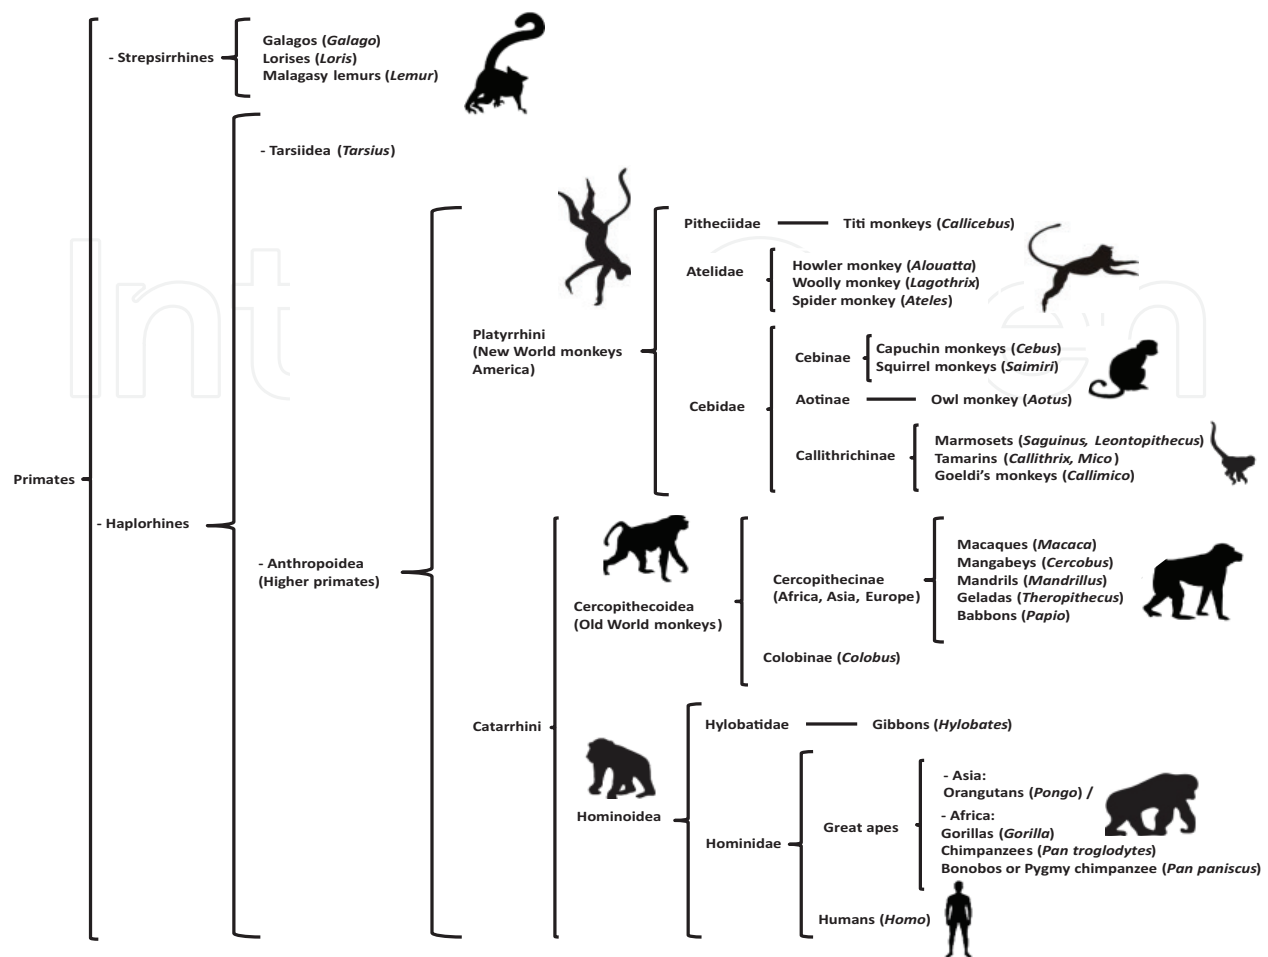 - Strepsirrhines
Galagos (Galago)
Lorises (Loris)
Malagasy lemurs (Lemur)
- Tarsiidea (Tarsius)
Pitheciidae
Titi monkeys (Callicebus)
Atelidae
Howler monkey (Alouatta)
Woolly monkey (Lagothrix)
Spider monkey (Ateles)
Platyrrhini
(New World monkeys
America)
Cebidae
Cebinae
Capuchin monkeys (Cebus)
Squirrel monkeys (Saimiri)
Aotinae
Owl monkey (Aotus)
Callithrichinae
Marmosets (Saguinus, Leontopithecus)
Tamarins (Callithrix, Mico )
Goeldi's monkeys (Callimico)
Primates
- Haplorhines
- Anthropoidea
(Higher primates)
Cercopithecoidea
(Old World monkeys)
Cercopithecinae
(Africa, Asia, Europe)
Macaques (Macaca)
Mangabeys (Cercobus)
Mandrils (Mandrillus)
Geladas (Theropithecus)
Babbons (Papio)
Colobinae (Colobus)
Catarrhini
Hominoidea
Hylobatidae
Gibbons (Hylobates)
Hominidae
Great apes
- Asia:
Orangutans (Pongo) /
- Africa:
Gorillas (Gorilla)
Chimpanzees (Pan troglodytes)
Bonobos or Pygmy chimpanzee (Pan paniscus)
Humans (Homo)